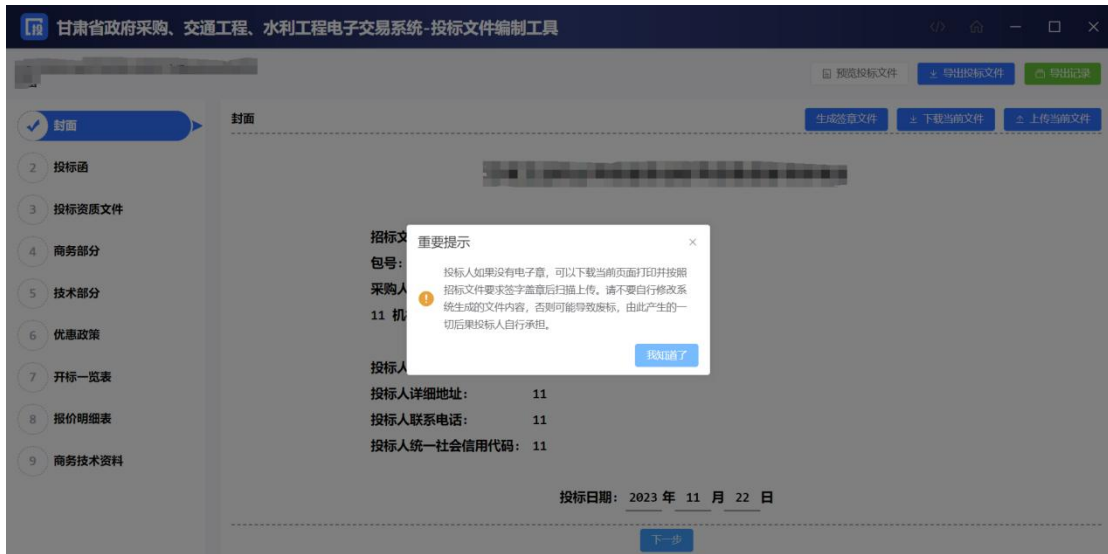 投
甘肃省政府采购、交通工程、水利工程电子交易系统-投标文件编制工具
预览投标文件
导出投标文件
导出记录
封面
2 投标函
3 投标资质文件
4 商务部分
5 技术部分
6 优惠政策
7 开标一览表
8 报价明细表
9 商务技术资料
封面
生成签章文件
下载当前文件
上传当前文件
招标文
包号:
采购人
11 机
投标人
投标人详细地址: 11
投标人联系电话: 11
投标人统一社会信用代码: 11
投标日期: 2023 年 11 月 22 日
下一步
重要提示
投标人如果没有电子章，可以下载当前页面打印并按照
招标文件要求签字盖章后扫描上传。请不要自行修改系
统生成的文件内容，否则可能导致废标，由此产生的一
切后果投标人自行承担。
我知道了